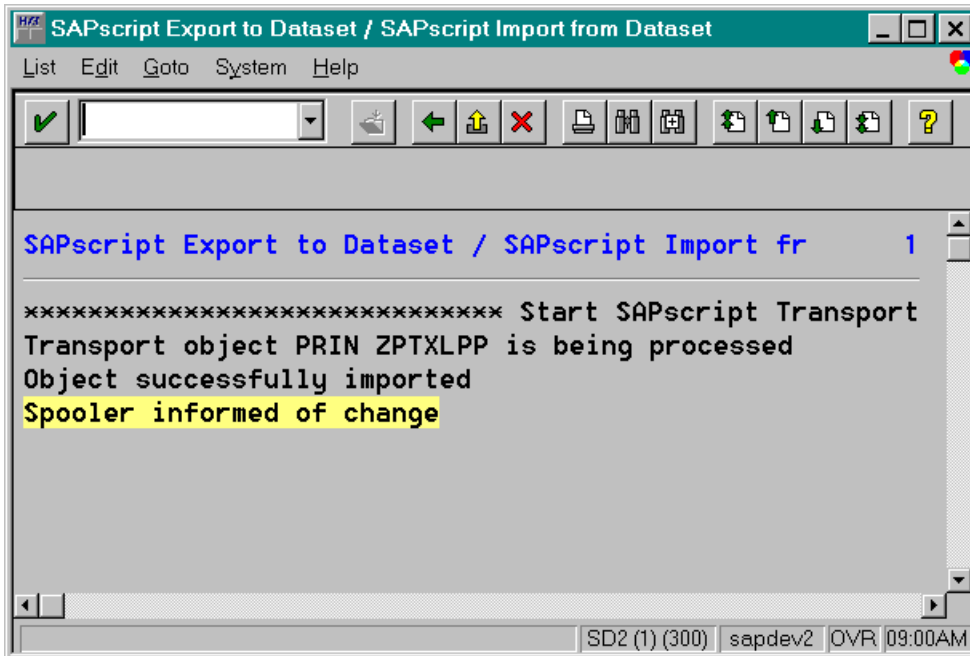 SAPscript Export to Dataset / SAPscript Import from Dataset
List Edit Goto System Help
SAPscript Export to Dataset / SAPscript Import fr 1
****************************** Start SAPscript Transport
Transport object PRIN ZPTXLPP is being processed
Object successfully imported
Spooler informed of change
SD2 (1) (300) sapdev2 OVR 09:00AM